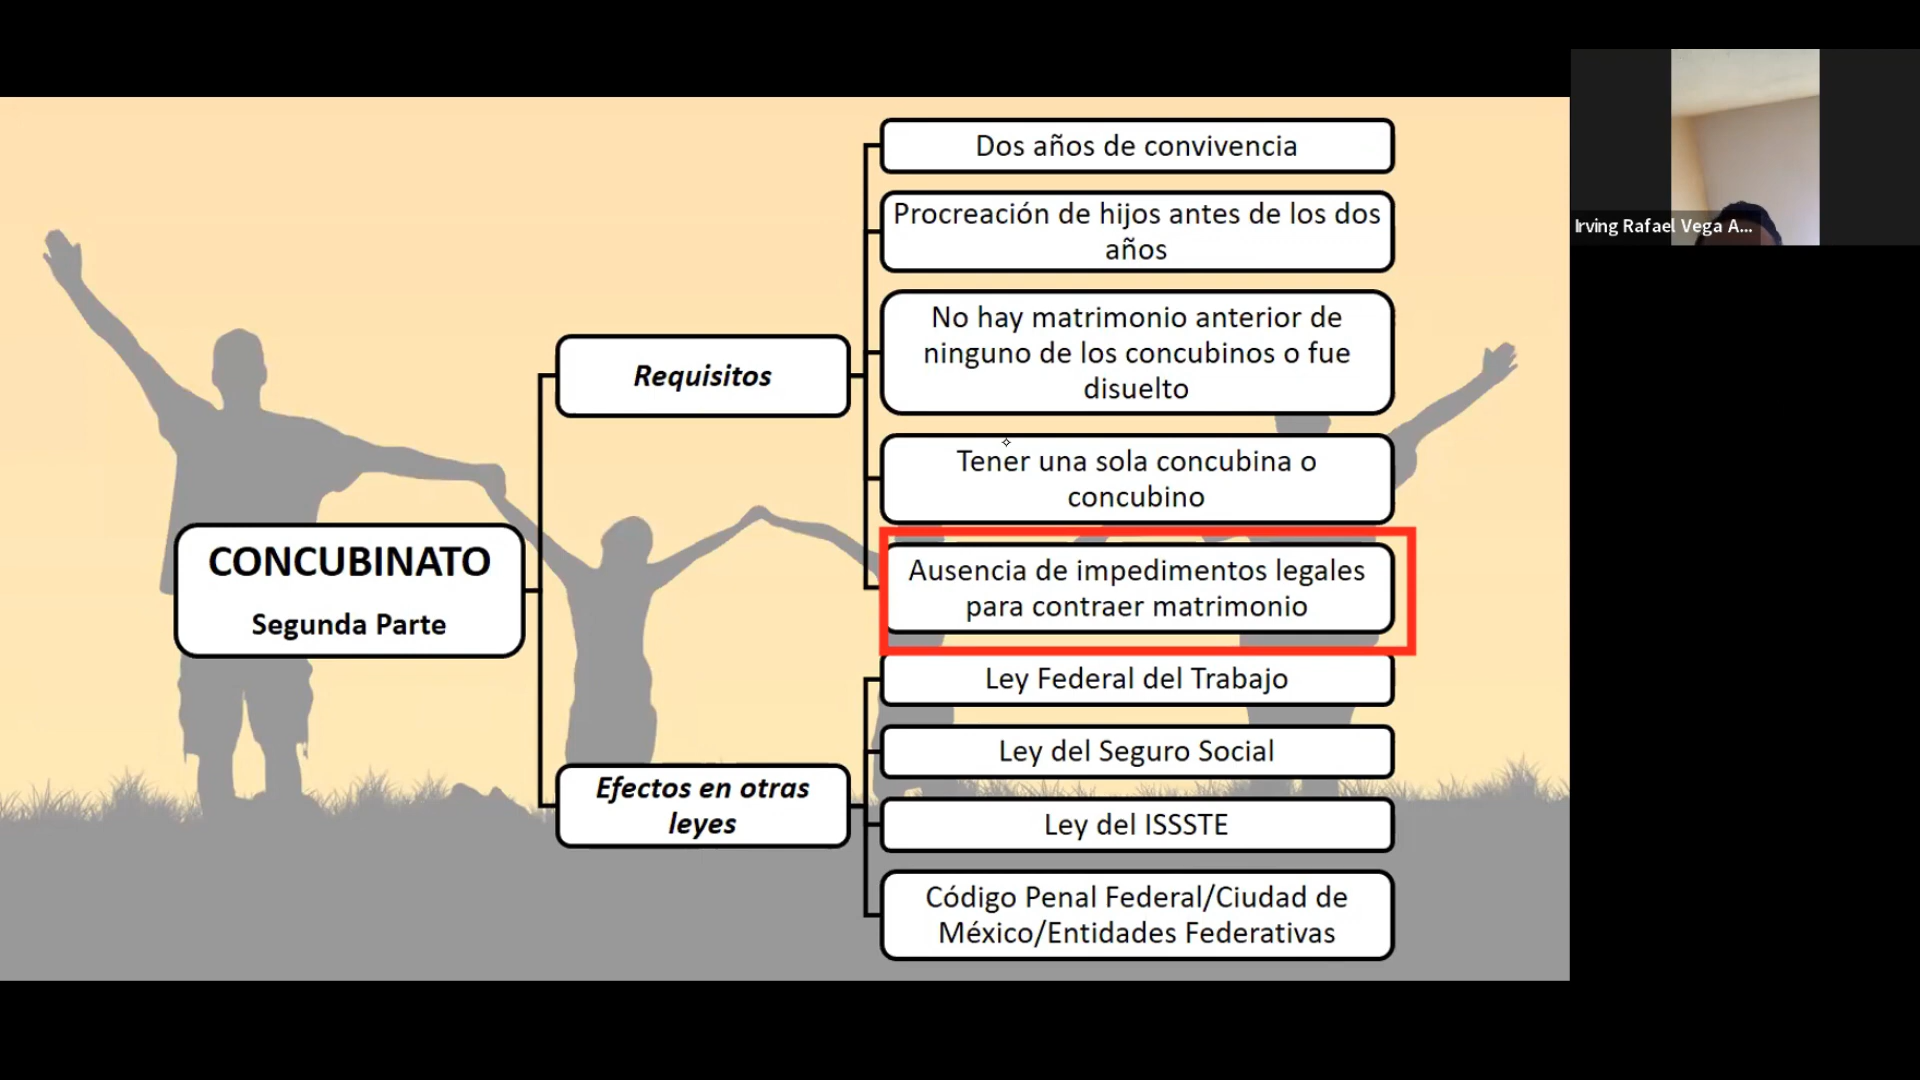 Dos años de convivencia
Procreación de hijos antes de los dos
años
No hay matrimonio anterior de
ninguno de los concubinos o fue
disuelto
Requisitos
Tener una sola concubina o
concubino
CONCUBINATO
Segunda Parte
Ausencia de impedimentos legales
para contraer matrimonio
Ley Federal del Trabajo
Ley del Seguro Social
Efectos en otras
leyes
Ley del ISSSTE
Código Penal Federal/Ciudad de
México/Entidades Federativas
Irving Rafael Vega A...